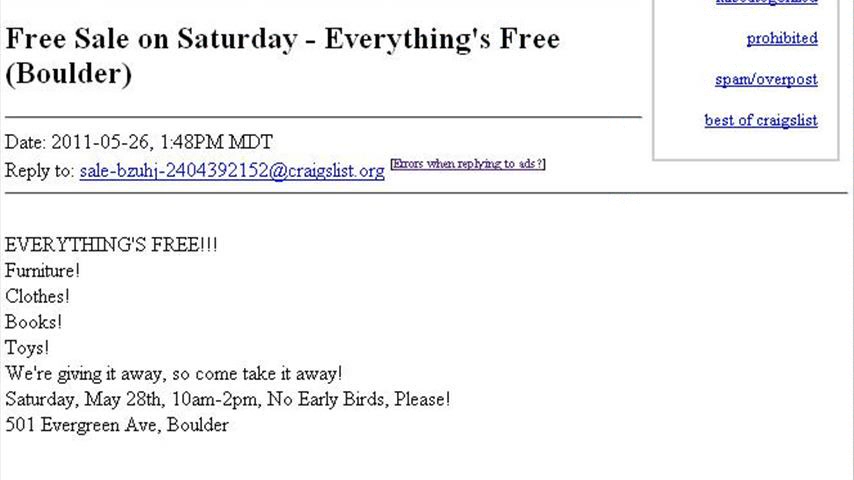 Free Sale on Saturday - Everything's Free
(Boulder)
prohibited
spam/overpost
best of craigslist
Date: 2011-05-26, 1:48PM MDT
Reply to: sale-bzuhj-2404392152@craigslist.org [Errors when replying to ads?]
EVERYTHING'S FREE!!!
Furniture!
Clothes!
Books!
Toys!
We're giving it away, so come take it away!
Saturday, May 28th, 10am-2pm, No Early Birds, Please!
501 Evergreen Ave, Boulder